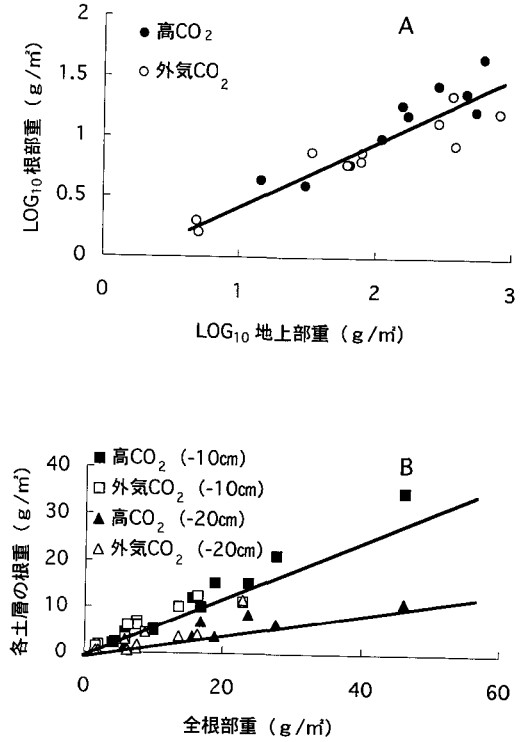 A
● 高CO₂
○ 外気CO₂
LOG₁₀ 根部重 (g/㎡)
2
1.5
1
0.5
0
0
1
2
3
LOG₁₀ 地上部重 (g/㎡)
B
■ 高CO₂ (-10cm)
□ 外気CO₂ (-10cm)
▲ 高CO₂ (-20cm)
△ 外気CO₂ (-20cm)
各土層の根重 (g/㎡)
40
30
20
10
0
0
20
40
60
全根部重 (g/㎡)